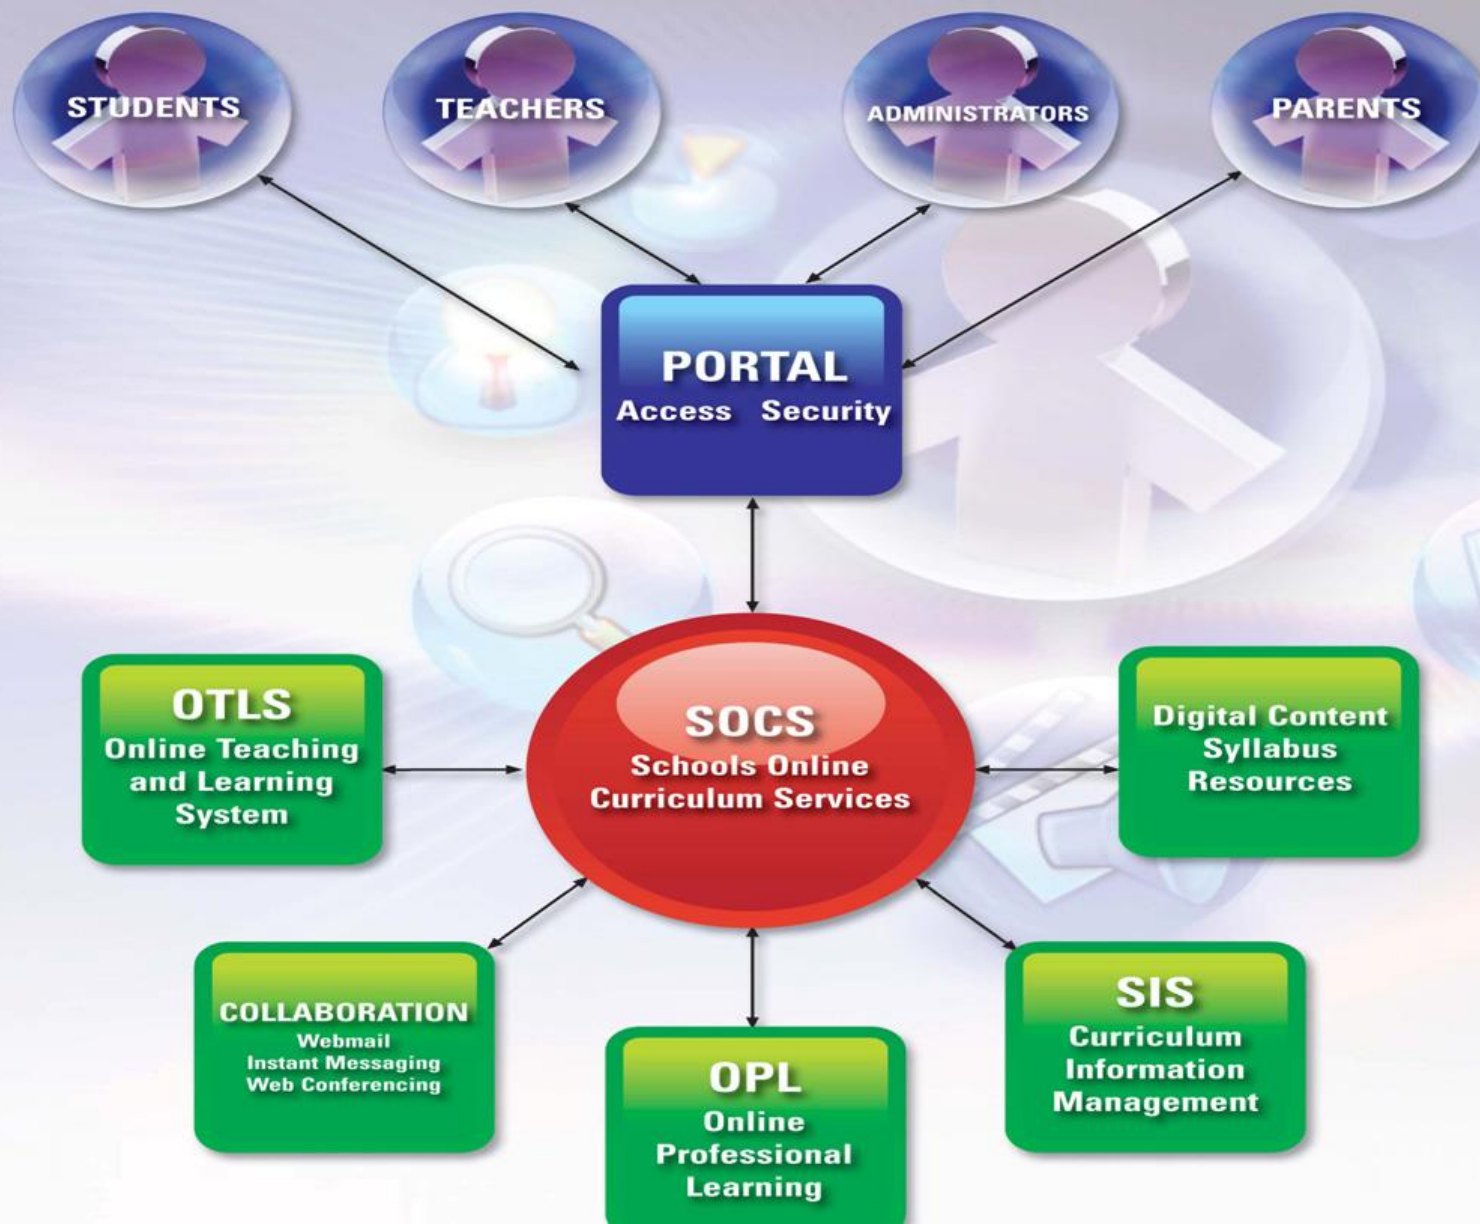 STUDENTS
TEACHERS
ADMINISTRATORS
PARENTS
PORTAL
Access Security
SOCS
Schools Online
Curriculum Services
OTLS
Online Teaching
and Learning
System
Digital Content
Syllabus
Resources
COLLABORATION
Webmail
Instant Messaging
Web Conferencing
OPL
Online
Professional
Learning
SIS
Curriculum
Information
Management